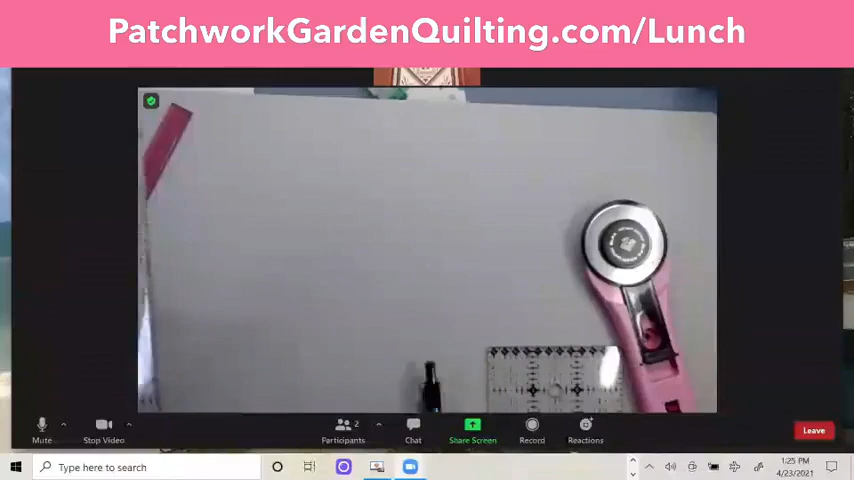 PatchworkGardenQuilting.com/Lunch
Mute
Stop Video
Participants
2
Chat
Share Screen
Record
Reactions
Leave
Type here to search
1:25 PM
4/23/2021